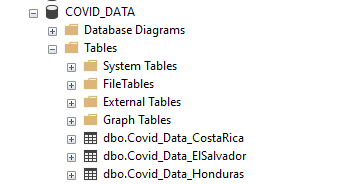 COVID_DATA
Database Diagrams
Tables
System Tables
FileTables
External Tables
Graph Tables
dbo.Covid_Data_CostaRica
dbo.Covid_Data_ElSalvador
dbo.Covid_Data_Honduras